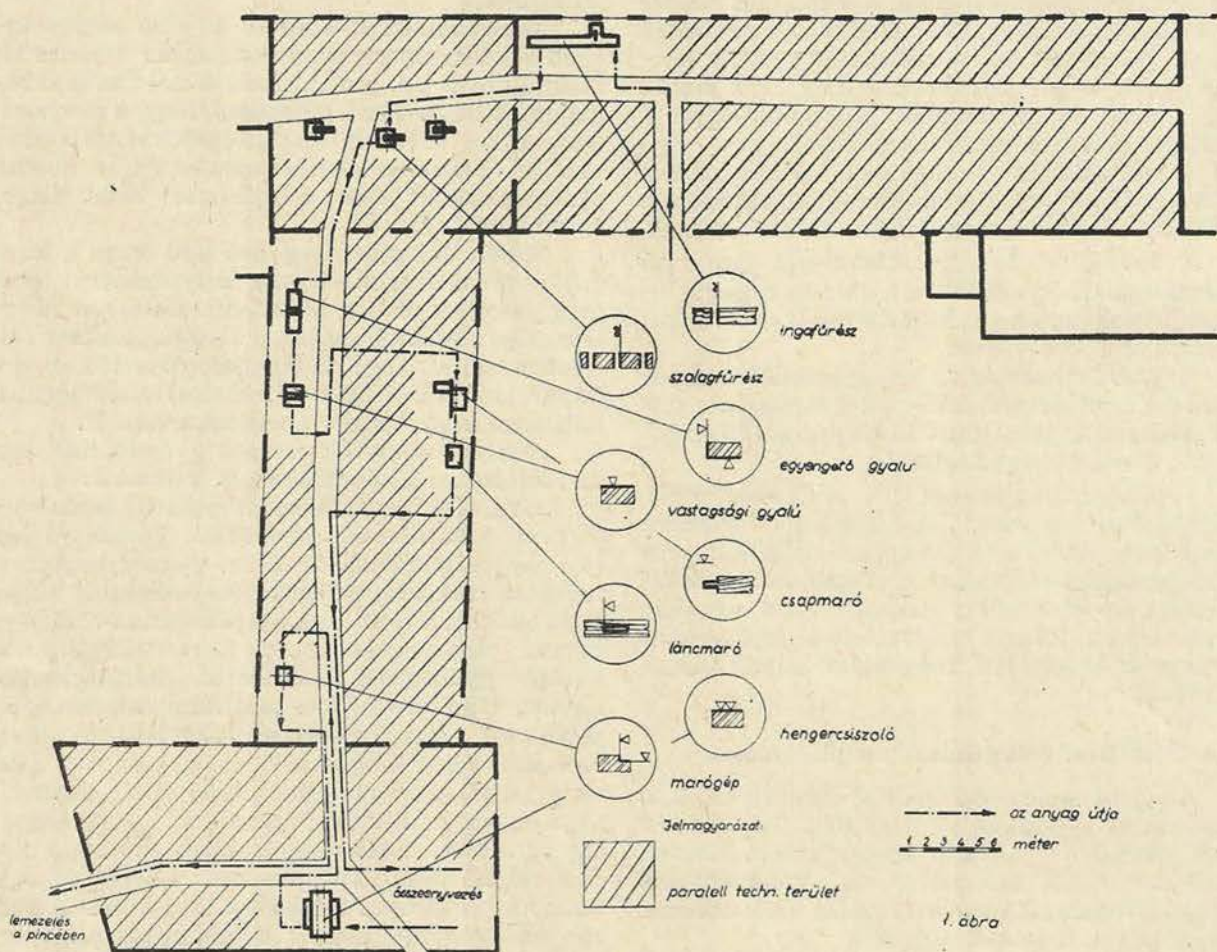 ingafűrész
szalagfűrész
egyengető gyalu
vastagsági gyalú
csapmaró
láncmaró
hengercsiszoló
marógép
Jelmagyarázat:
az anyag útja
1 2 3 4 5 6 méter
paralell techn. terület
összeenyvezés
lemezelés
a pincében
1. ábra